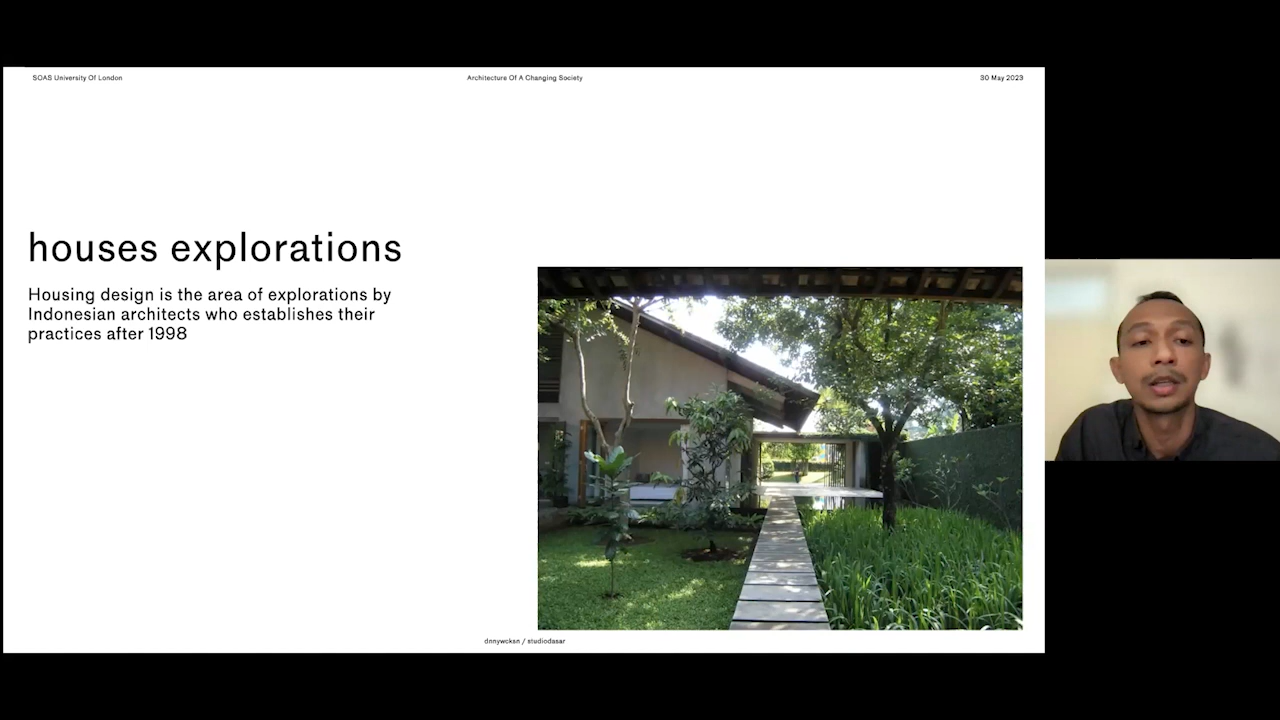 SOAS University Of London
Architecture Of A Changing Society
30 May 2023
houses explorations
Housing design is the area of explorations by
Indonesian architects who establishes their
practices after 1998
dnnywcksn / studiodasar